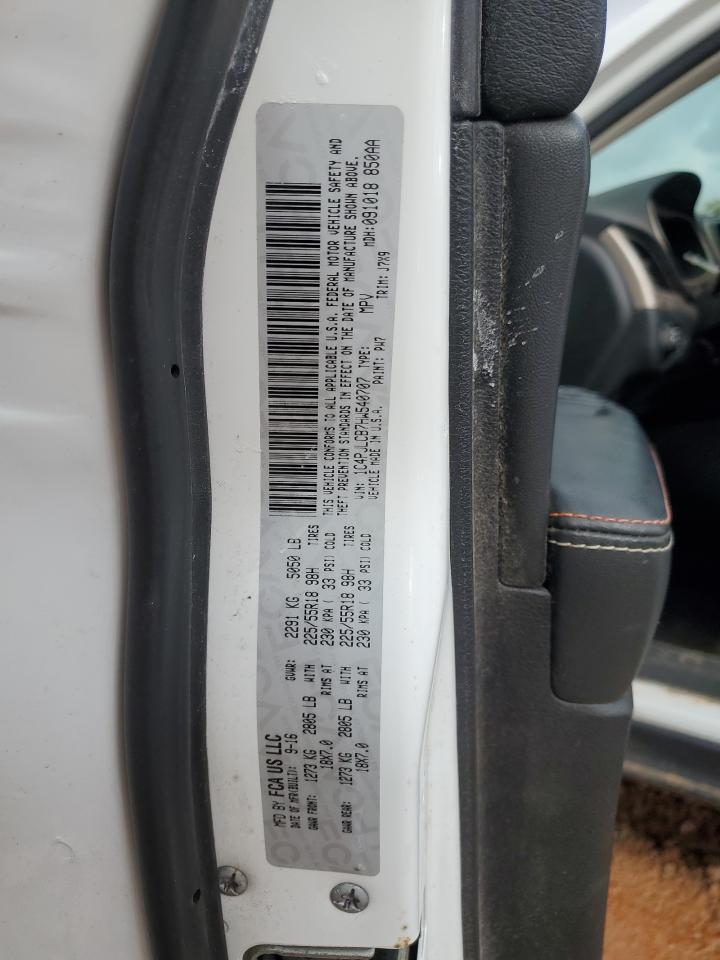 MFD BY FCA US LLC
DATE OF MFR(BUILT): 9-16 GVWR: 2291 KG 5050 LB
GAWR FRONT: 1273 KG 2805 LB WITH 225/55R18 98H TIRES
18X7.0 RIMS AT 230 KPA ( 33 PSI) COLD
GAWR REAR: 1273 KG 2805 LB WITH 225/55R18 98H TIRES
18X7.0 RIMS AT 230 KPA ( 33 PSI) COLD
THIS VEHICLE CONFORMS TO ALL APPLICABLE U.S.A. FEDERAL MOTOR VEHICLE SAFETY AND
THEFT PREVENTION STANDARDS IN EFFECT ON THE DATE OF MANUFACTURE SHOWN ABOVE.
VIN: 1C4PJLCB7HW540707 TYPE: MPV MDH:091018 850AA
VEHICLE MADE IN U.S.A. PAINT: PW7 TRIM: J7X9